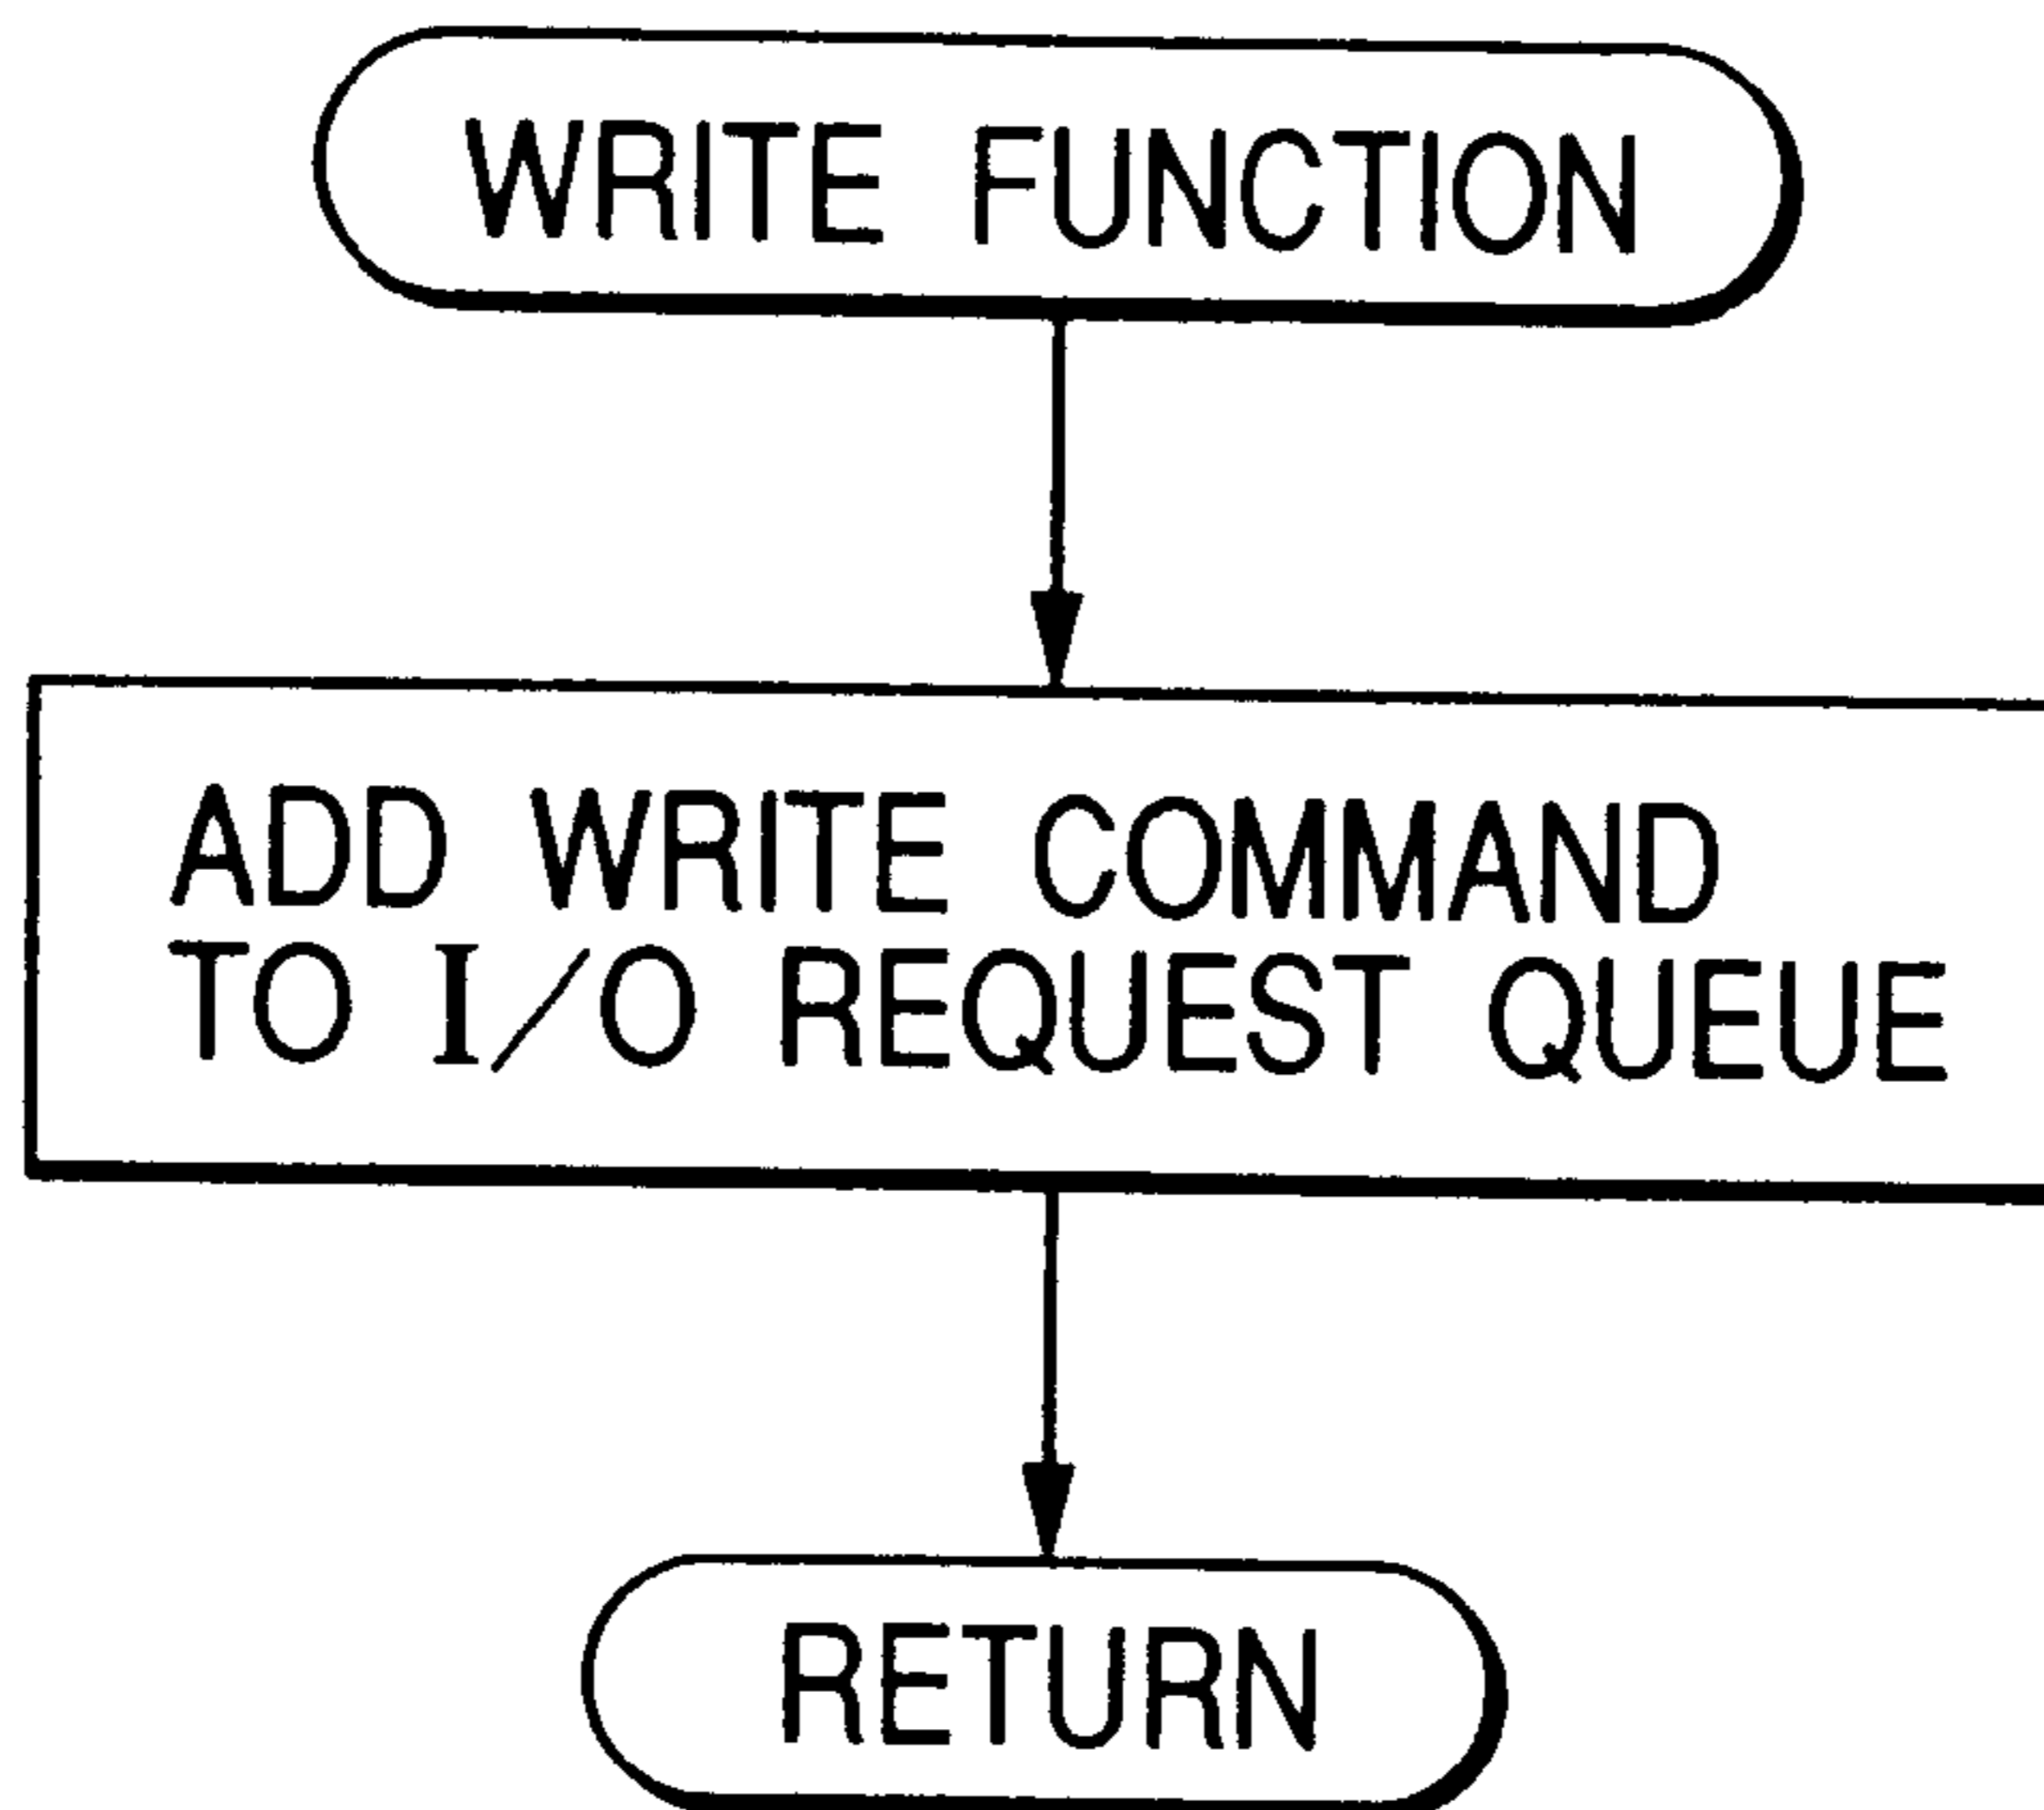 WRITE FUNCTION
ADD WRITE COMMAND
TO I/O REQUEST QUEUE
RETURN